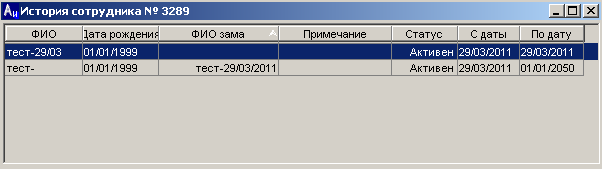 Аи История сотрудника № 3289
ФИО Дата рождения ФИО зама Примечание Статус С даты По дату
тест-29/03 01/01/1999 Активен 29/03/2011 29/03/2011
тест- 01/01/1999 тест-29/03/2011 Активен 29/03/2011 01/01/2050